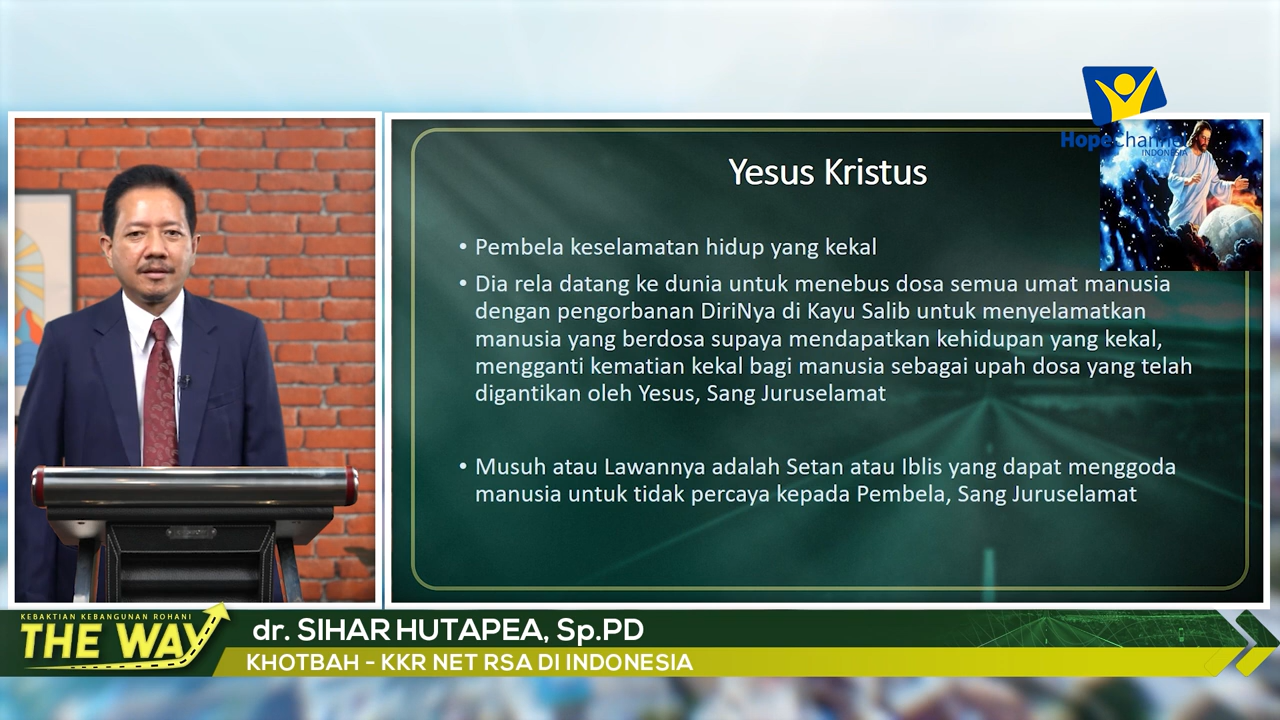 Hope Channel
INDONESIA
Yesus Kristus
• Pembela keselamatan hidup yang kekal
• Dia rela datang ke dunia untuk menebus dosa semua umat manusia
dengan pengorbanan DiriNya di Kayu Salib untuk menyelamatkan
manusia yang berdosa supaya mendapatkan kehidupan yang kekal,
mengganti kematian kekal bagi manusia sebagai upah dosa yang telah
digantikan oleh Yesus, Sang Juruselamat
• Musuh atau Lawannya adalah Setan atau Iblis yang dapat menggoda
manusia untuk tidak percaya kepada Pembela, Sang Juruselamat
KEBAKTIAN KEBANGUNAN ROHANI
THE WAY
dr. SIHAR HUTAPEA, Sp.PD
KHOTBAH - KKR NET RSA DI INDONESIA